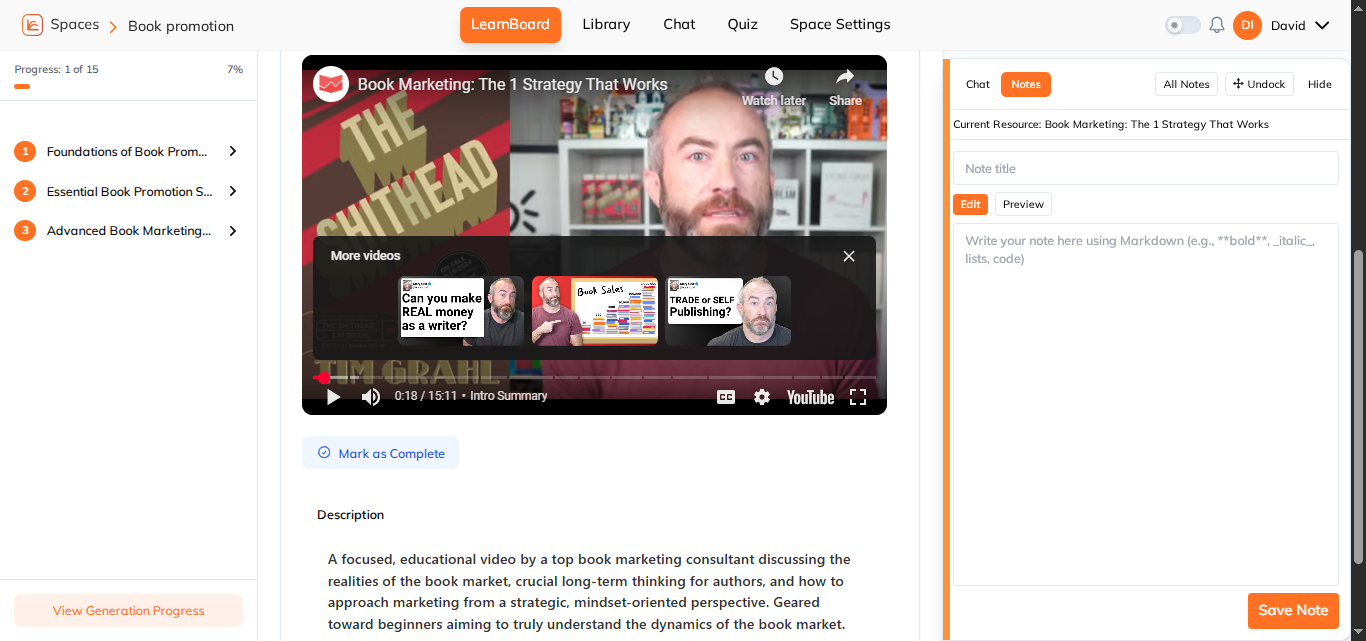 Spaces
Book promotion
LearnBoard
Library
Chat
Quiz
Space Settings
DI
David
Progress: 1 of 15
7%
1
Foundations of Book Prom...
2
Essential Book Promotion S...
3
Advanced Book Marketing...
View Generation Progress
Book Marketing: The 1 Strategy That Works
Watch later
Share
THE
SHITHEAD
More videos
Can you make
REAL money
as a writer?
Book Sales
TRADE or SELF
Publishing?
TIM GRAHL
0:18 / 15:11 • Intro Summary
CC
YouTube
Mark as Complete
Description
A focused, educational video by a top book marketing consultant discussing the
realities of the book market, crucial long-term thinking for authors, and how to
approach marketing from a strategic, mindset-oriented perspective. Geared
toward beginners aiming to truly understand the dynamics of the book market.
Chat
Notes
All Notes
Undock
Hide
Current Resource: Book Marketing: The 1 Strategy That Works
Note title
Edit
Preview
Write your note here using Markdown (e.g., **bold**, _italic_,
lists, code)
Save Note